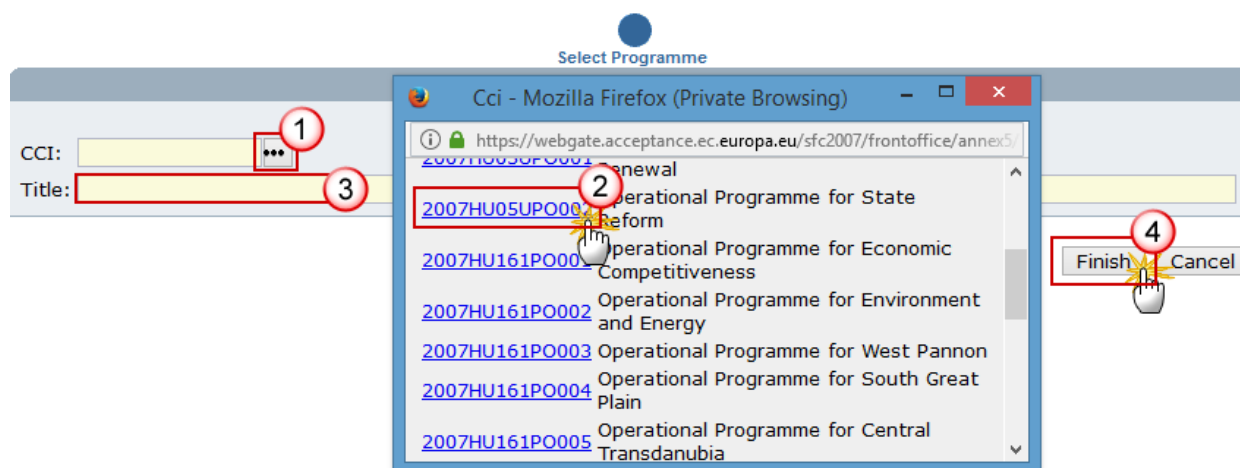 Select Programme
Cci - Mozilla Firefox (Private Browsing)
https://webgate.acceptance.ec.europa.eu/sfc2007/frontoffice/annex5/
CCI:
•••
1
Title:
3
2007HU05UPO001 Renewal
2
2007HU05UPO002 Operational Programme for State
Reform
2007HU161PO001 Operational Programme for Economic
Competitiveness
2007HU161PO002 Operational Programme for Environment
and Energy
2007HU161PO003 Operational Programme for West Pannon
2007HU161PO004 Operational Programme for South Great
Plain
2007HU161PO005 Operational Programme for Central
Transdanubia
4
Finish
Cancel